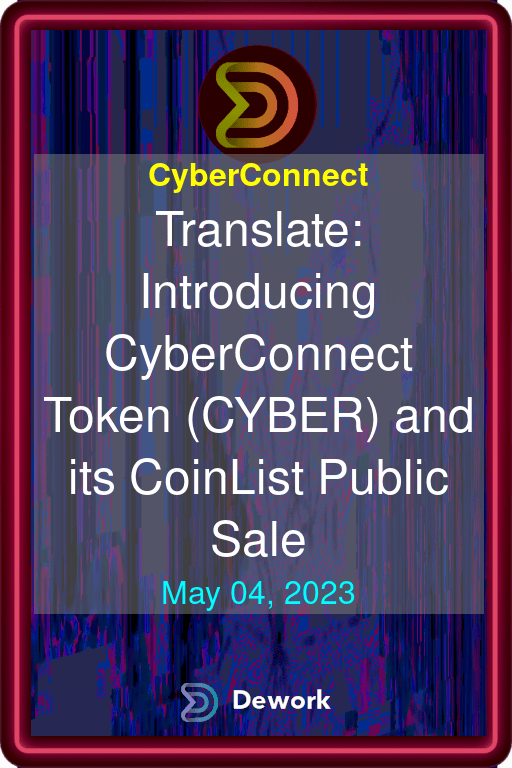 CyberConnect
Translate:
Introducing
CyberConnect
Token (CYBER) and
its CoinList Public
Sale
May 04, 2023
Dework